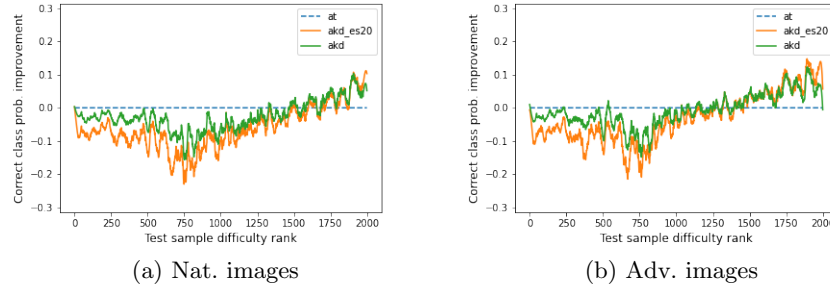 0.3
0.2
0.1
0.0
−0.1
−0.2
−0.3
Correct class prob. improvement
at
akd_es20
akd
0 250 500 750 1000 1250 1500 1750 2000
Test sample difficulty rank
(a) Nat. images
0.3
0.2
0.1
0.0
−0.1
−0.2
−0.3
Correct class prob. improvement
at
akd_es20
akd
0 250 500 750 1000 1250 1500 1750 2000
Test sample difficulty rank
(b) Adv. images